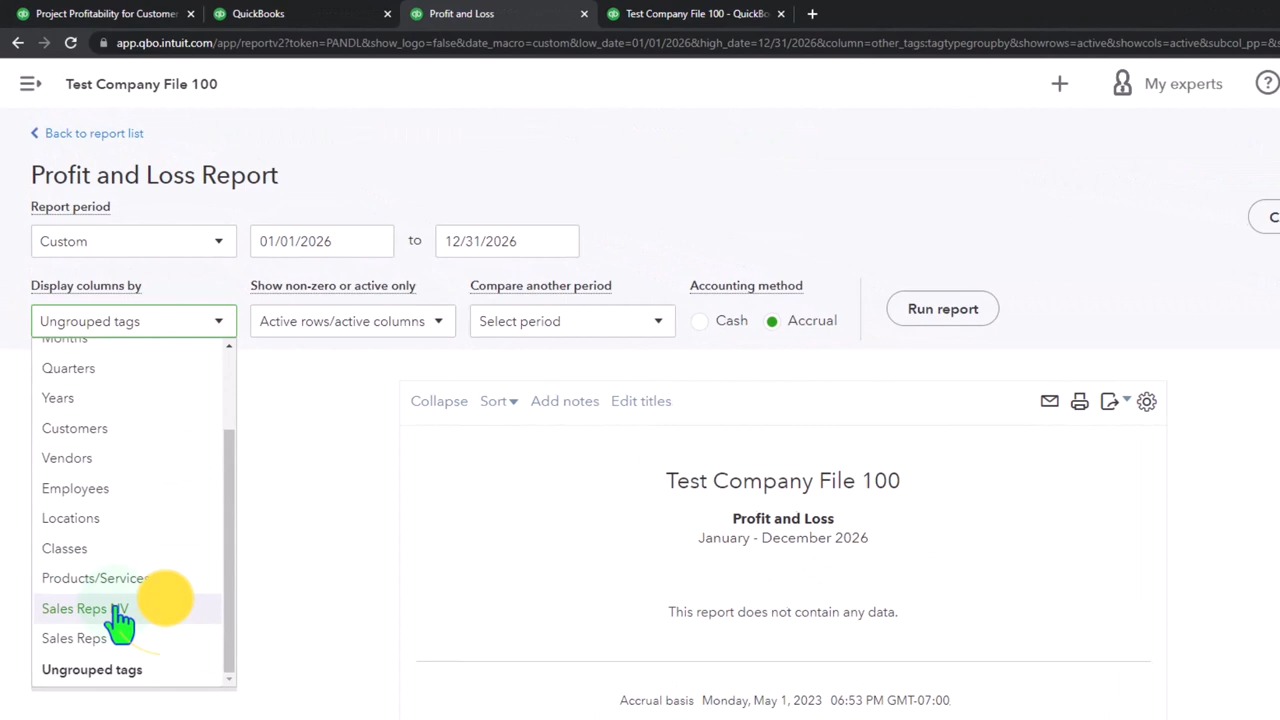 Project Profitability for Customer
QuickBooks
Profit and Loss
Test Company File 100 - QuickBo
app.qbo.intuit.com/app/reportv2?token=PANDL&show_logo=false&date_macro=custom&low_date=01/01/2026&high_date=12/31/2026&column=other_tags:tagtypegroupby&showrows=active&showcols=active&subcol_pp=&s
Test Company File 100
My experts
Back to report list
Profit and Loss Report
Report period
Custom
01/01/2026
to
12/31/2026
Display columns by
Show non-zero or active only
Compare another period
Accounting method
Ungrouped tags
Active rows/active columns
Select period
Cash
Accrual
Run report
Months
Quarters
Years
Customers
Vendors
Employees
Locations
Classes
Products/Services
Sales Reps
Sales Reps
Ungrouped tags
Collapse
Sort
Add notes
Edit titles
Test Company File 100
Profit and Loss
January - December 2026
This report does not contain any data.
Accrual basis Monday, May 1, 2023 06:53 PM GMT-07:00